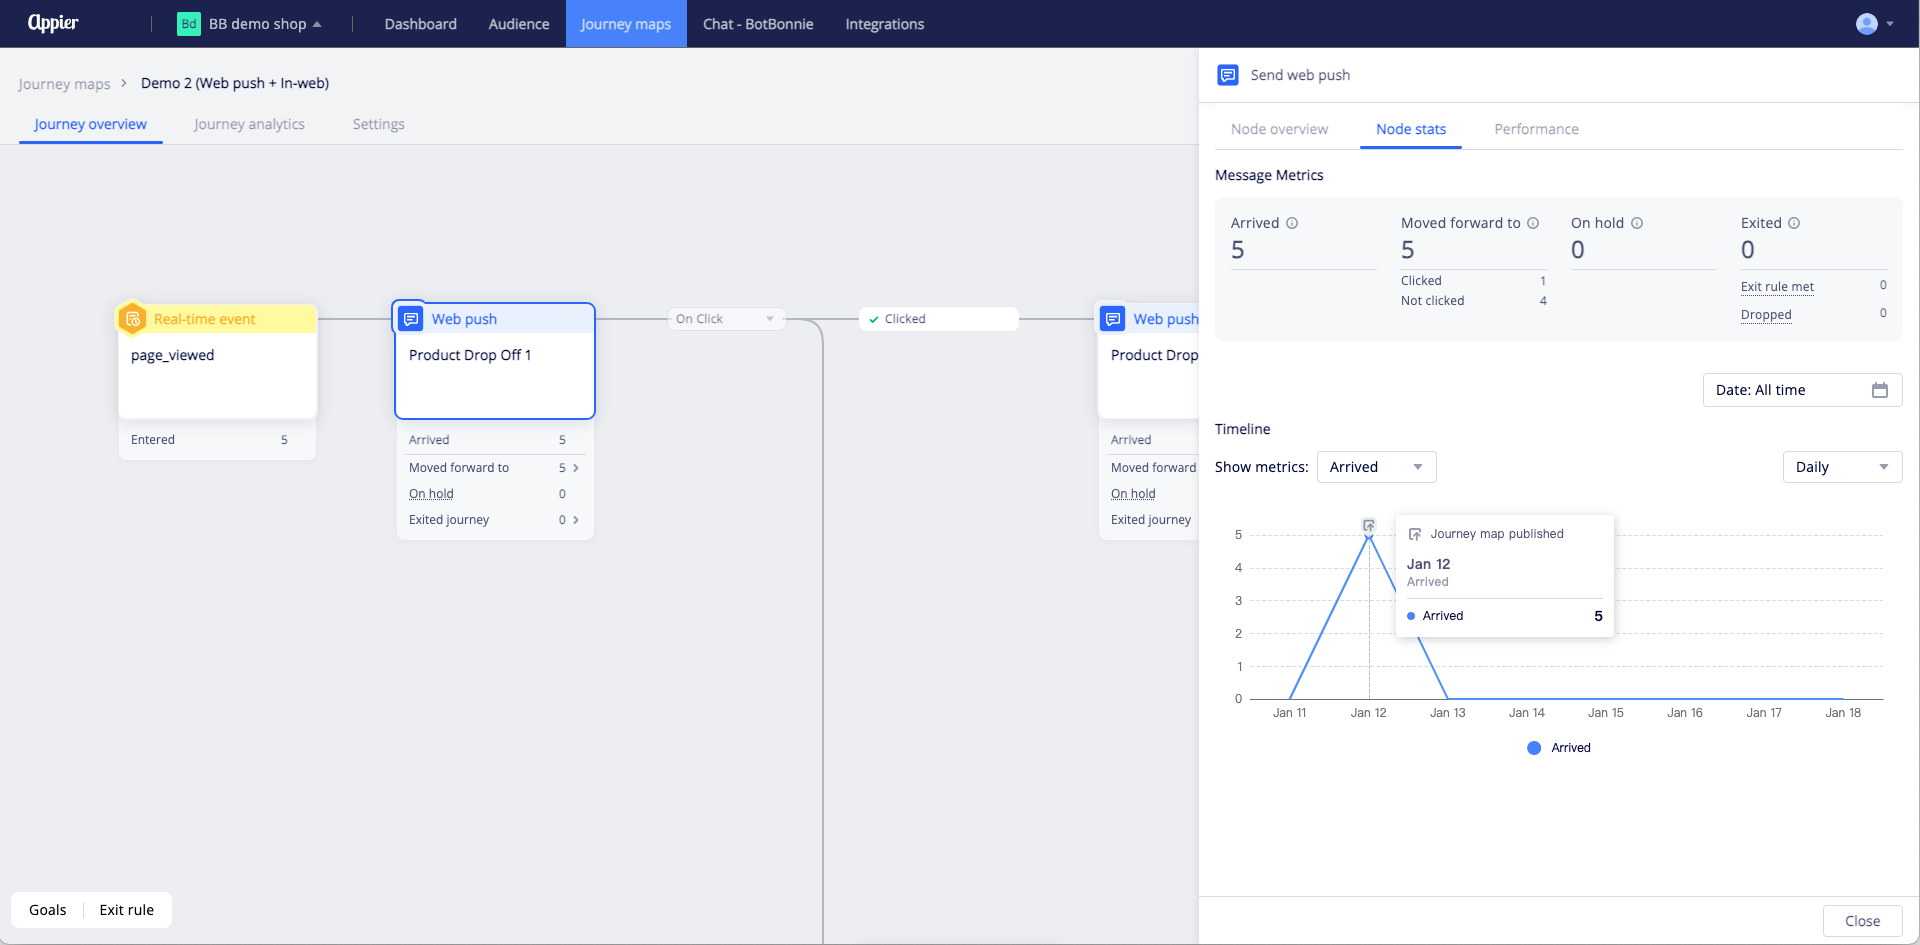 Appier
Bd BB demo shop
Dashboard
Audience
Journey maps
Chat - BotBonnie
Integrations
Journey maps > Demo 2 (Web push + In-web)
Journey overview
Journey analytics
Settings
Real-time event
page_viewed
Entered 5
Web push
Product Drop Off 1
Arrived 5
Moved forward to 5 >
On hold 0
Exited journey 0 >
On Click
Clicked
Web push
Product Drop
Arrived
Moved forward
On hold
Exited journey
Goals
Exit rule
Send web push
Node overview
Node stats
Performance
Message Metrics
Arrived
5
Moved forward to
5
Clicked 1
Not clicked 4
On hold
0
Exited
0
Exit rule met 0
Dropped 0
Date: All time
Timeline
Show metrics: Arrived
Daily
5
4
3
2
1
0
Journey map published
Jan 12
Arrived
Arrived 5
Jan 11 Jan 12 Jan 13 Jan 14 Jan 15 Jan 16 Jan 17 Jan 18
Arrived
Close